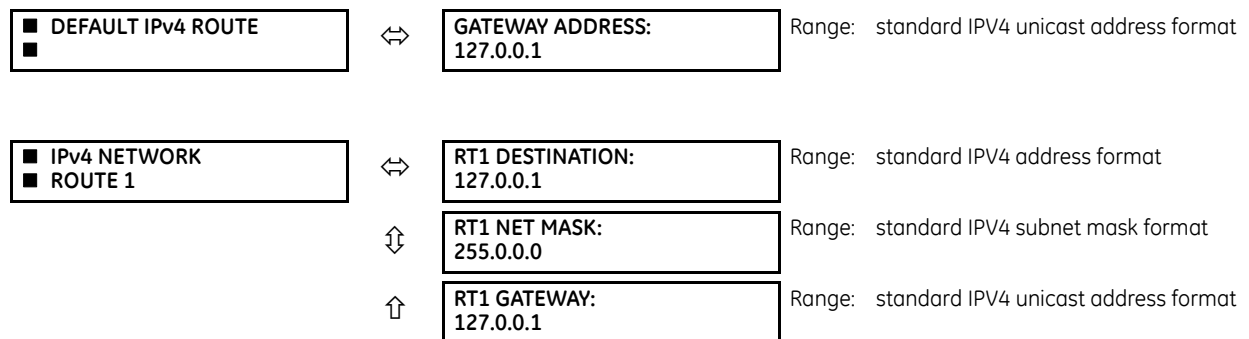 ■ DEFAULT IPv4 ROUTE
■
⬄
GATEWAY ADDRESS:
127.0.0.1
Range: standard IPV4 unicast address format
■ IPv4 NETWORK
■ ROUTE 1
⬄
RT1 DESTINATION:
127.0.0.1
Range: standard IPV4 address format
⇳
RT1 NET MASK:
255.0.0.0
Range: standard IPV4 subnet mask format
⇧
RT1 GATEWAY:
127.0.0.1
Range: standard IPV4 unicast address format